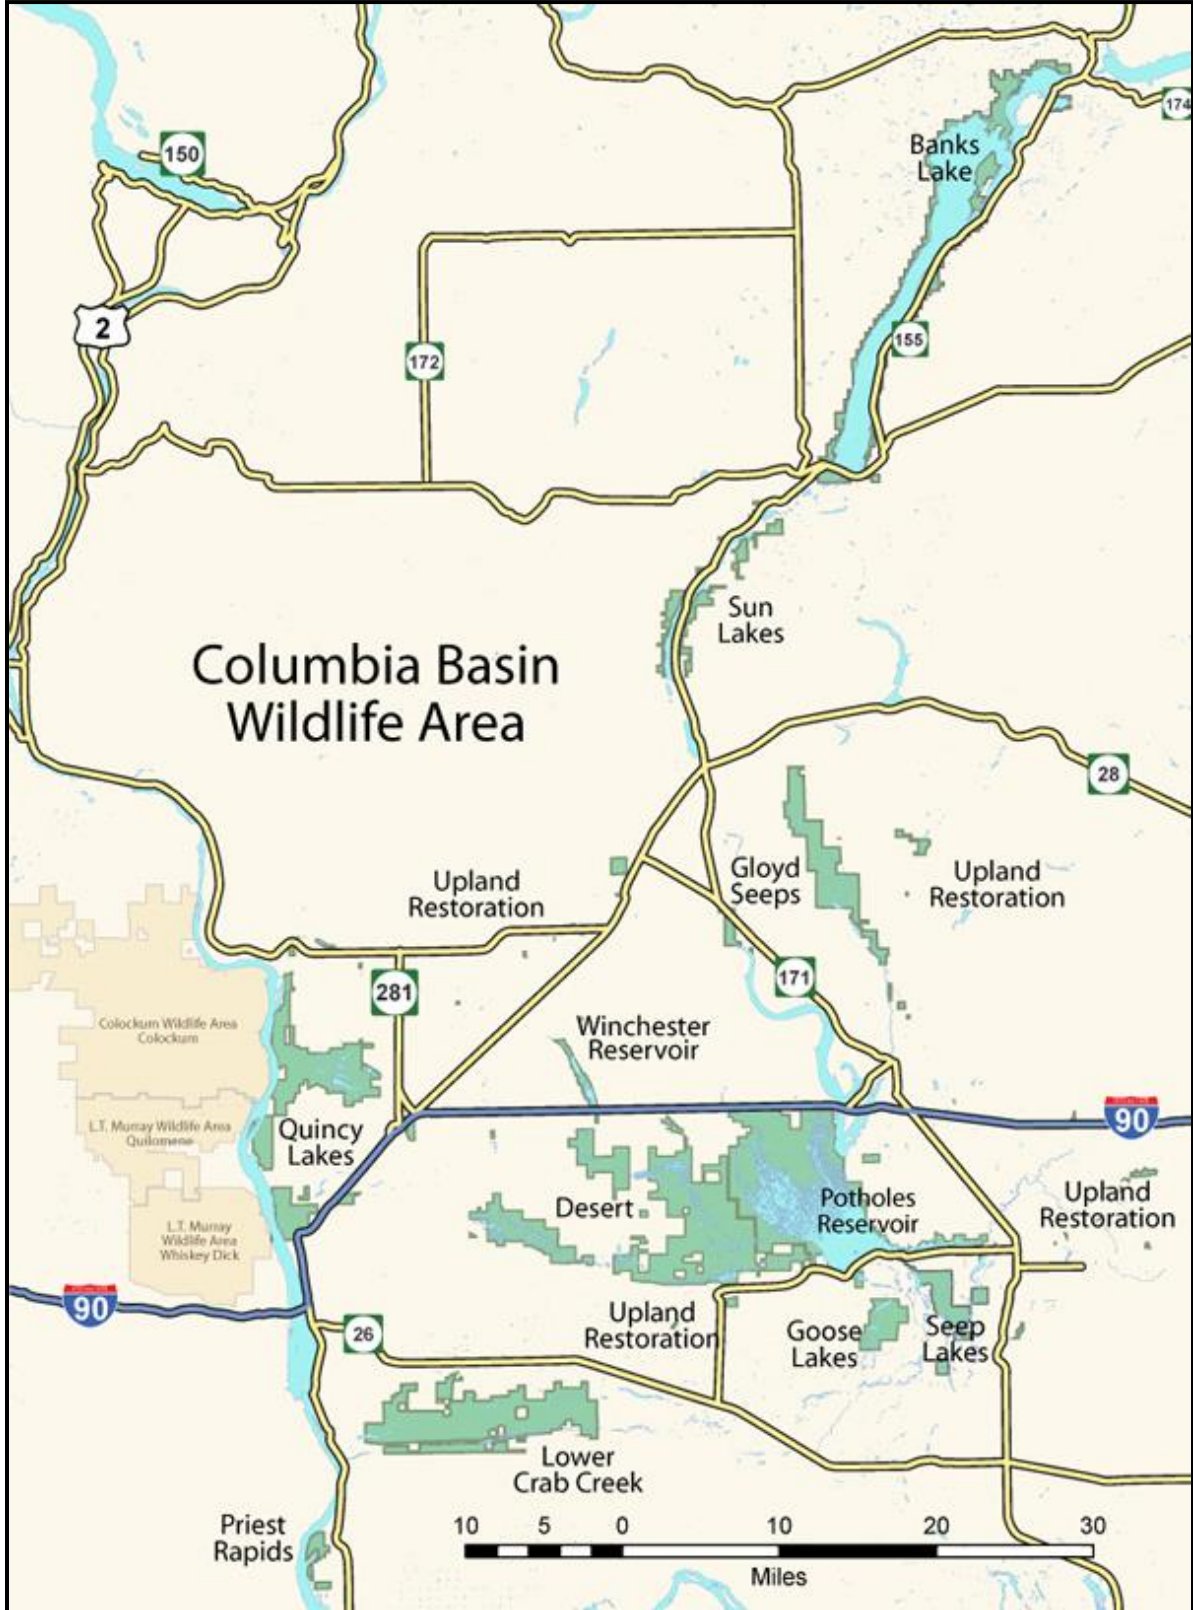 174
Banks
Lake
150
2
155
172
Sun
Lakes
Columbia Basin
Wildlife Area
28
Upland
Restoration
Gloyd
Seeps
Upland
Restoration
171
281
Winchester
Reservoir
Colockum Wildlife Area
Colockum
L.T. Murray Wildlife Area
Quilomene
Quincy
Lakes
90
L.T. Murray
Wildlife Area
Whiskey Dick
Desert
Potholes
Reservoir
Upland
Restoration
90
26
Upland
Restoration
Goose
Lakes
Seep
Lakes
Lower
Crab Creek
Priest
Rapids
10 5 0 10 20 30
Miles